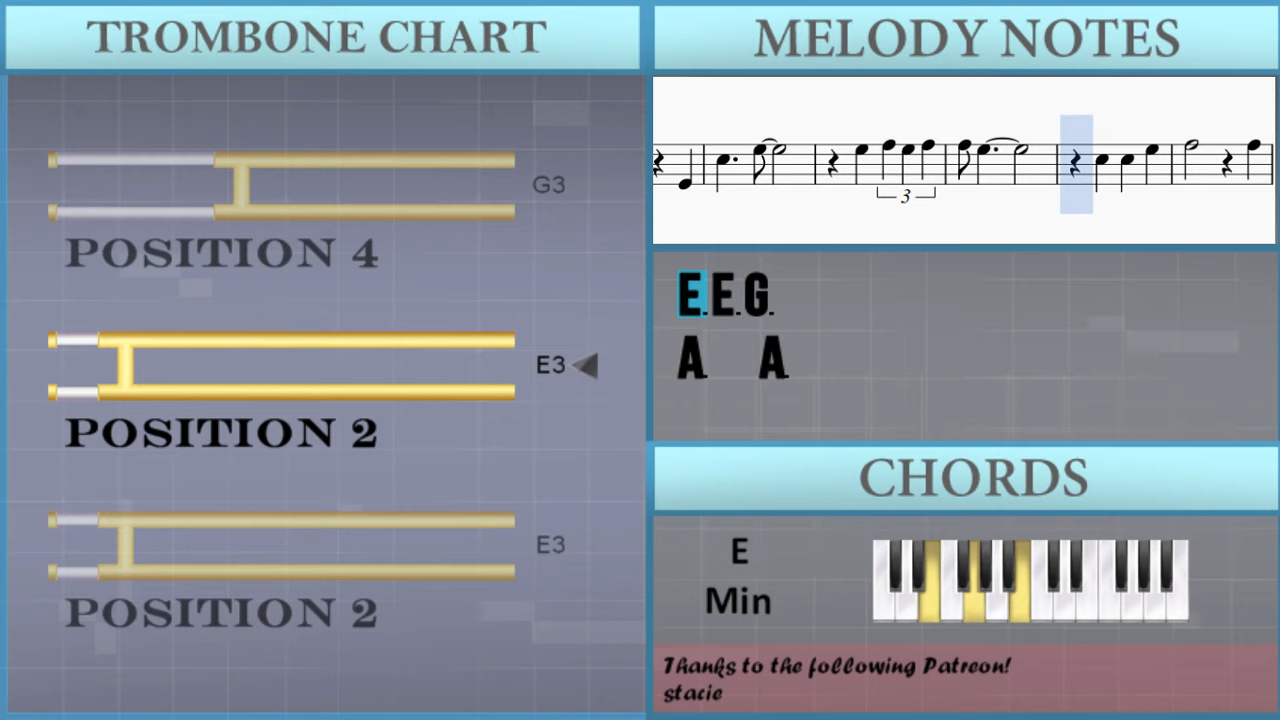 TROMBONE CHART
G3
POSITION 4
E3
POSITION 2
E3
POSITION 2
MELODY NOTES
3
E. E. G.
A. A.
CHORDS
E
Min
Thanks to the following Patreon!
stacie